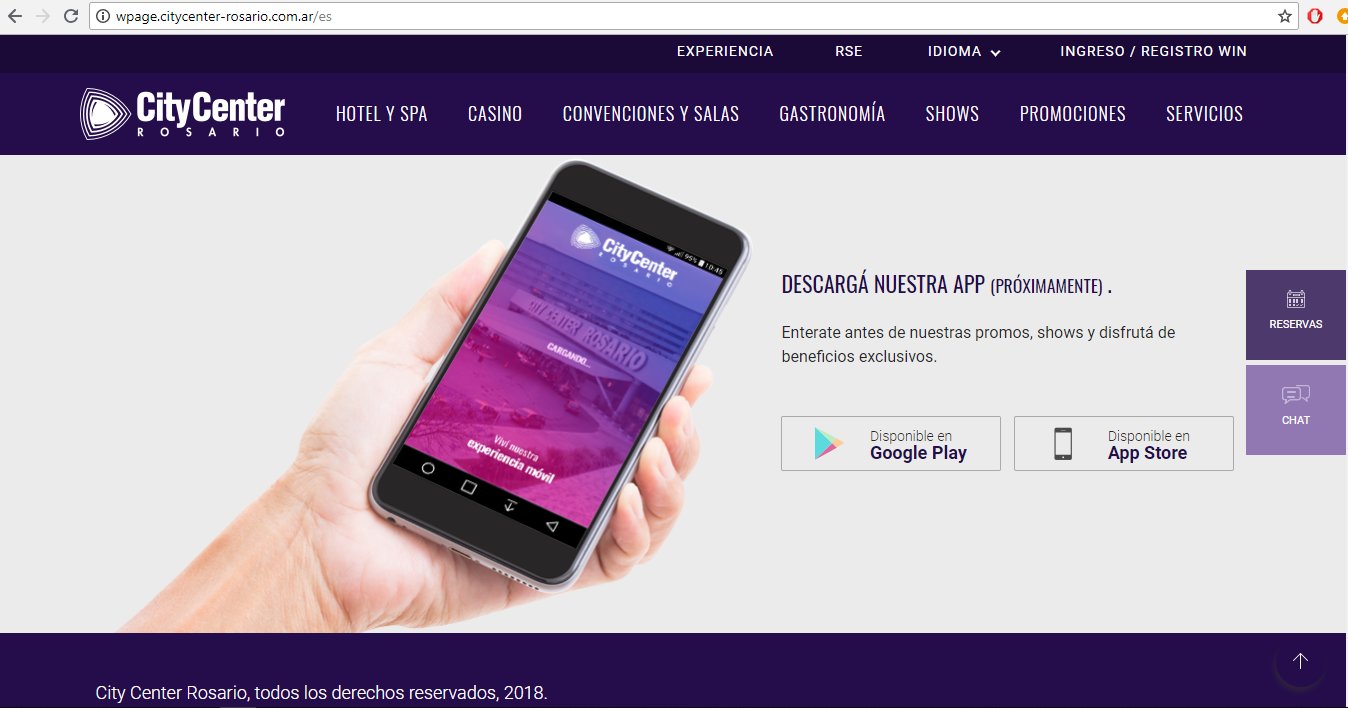 wpage.citycenter-rosario.com.ar/es
EXPERIENCIA RSE IDIOMA INGRESO / REGISTRO WIN
CityCenter
ROSARIO
HOTEL Y SPA CASINO CONVENCIONES Y SALAS GASTRONOMÍA SHOWS PROMOCIONES SERVICIOS
95% 10:45
CityCenter
ROSARIO
CITY CENTER ROSARIO
CARGANDO...
Viví nuestra
experiencia móvil
DESCARGÁ NUESTRA APP (PRÓXIMAMENTE) .
Enterate antes de nuestras promos, shows y disfrutá de
beneficios exclusivos.
Disponible en
Google Play
Disponible en
App Store
RESERVAS
CHAT
City Center Rosario, todos los derechos reservados, 2018.